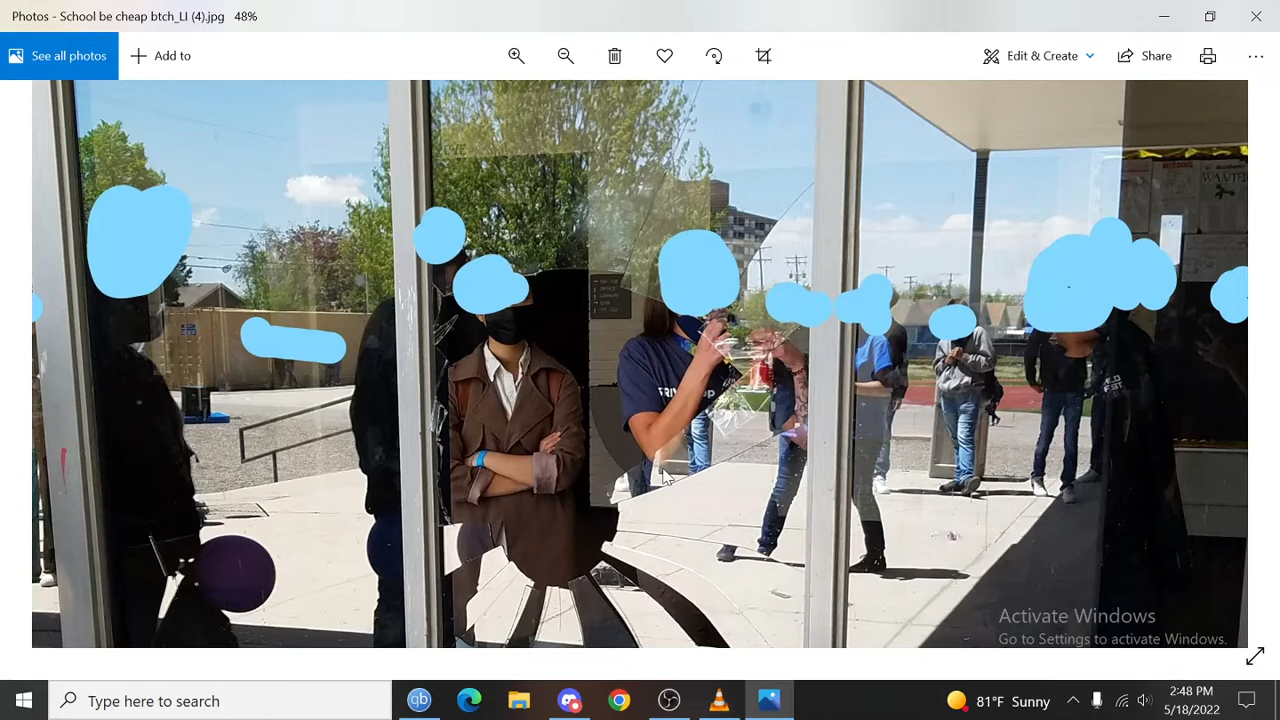 Photos - School be cheap btch_LI (4).jpg   48%
See all photos
Add to
Edit & Create
Share
WANTED
Activate Windows
Go to Settings to activate Windows.
Type here to search
81°F Sunny
2:48 PM
5/18/2022